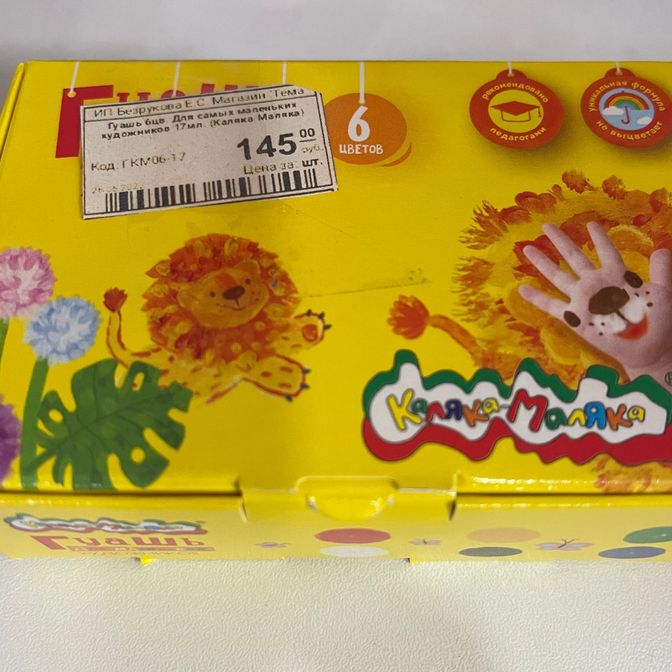 Гуашь
ИП Безрукова Е.С. Магазин "Тема
Гуашь 6цв. Для самых маленьких
художников 17мл. (Каляка Маляка)
Код: ГКМ06-17
145 00
руб.
Цена за: шт.
6
ЦВЕТОВ
рекомендовано
педагогами
уникальная формула
не выцветает
Каляка-Маляка
Гуашь